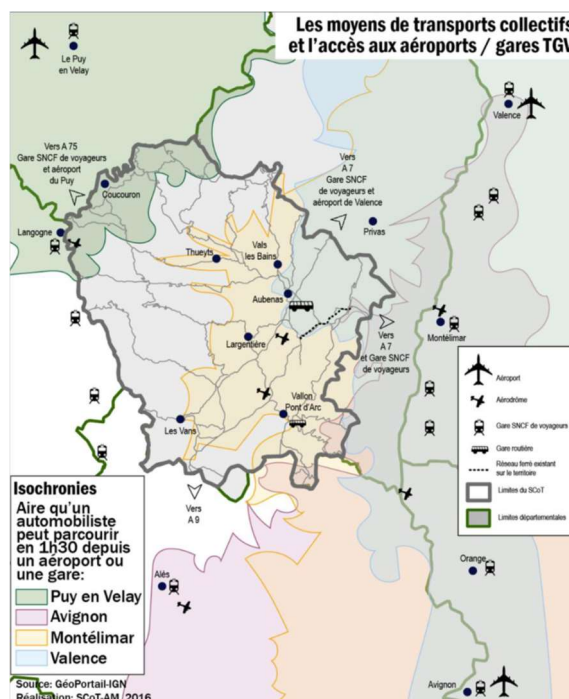 Les moyens de transports collectifs
et l'accès aux aéroports / gares TGV
Le Puy
en Velay
Valence
Vers A 75
Gare SNCF
de voyageurs
et aéroport
du Puy
Vers
A 7
Gare SNCF
de voyageurs et
aéroport de Valence
Coucouron
Langogne
Privas
Thueyts
Vals
les Bains
Aubenas
Montélimar
Vers
A 7
et Gare SNCF
de voyageurs
Largentière
Vallon
Pont d'Arc
Les Vans
Vers
A 9
Aéroport
Aérodrôme
Gare SNCF de voyageurs
Gare routière
Réseau ferré existant
sur le territoire
Limites du SCoT
Limites départementales
Isochronies
Aire qu'un
automobiliste
peut parcourir
en 1h30 depuis
un aéroport ou
une gare:
Puy en Velay
Avignon
Montélimar
Valence
Alès
Orange
Avignon
Source: GéoPortail-IGN
Réalisation: SCoT-AM, 2016